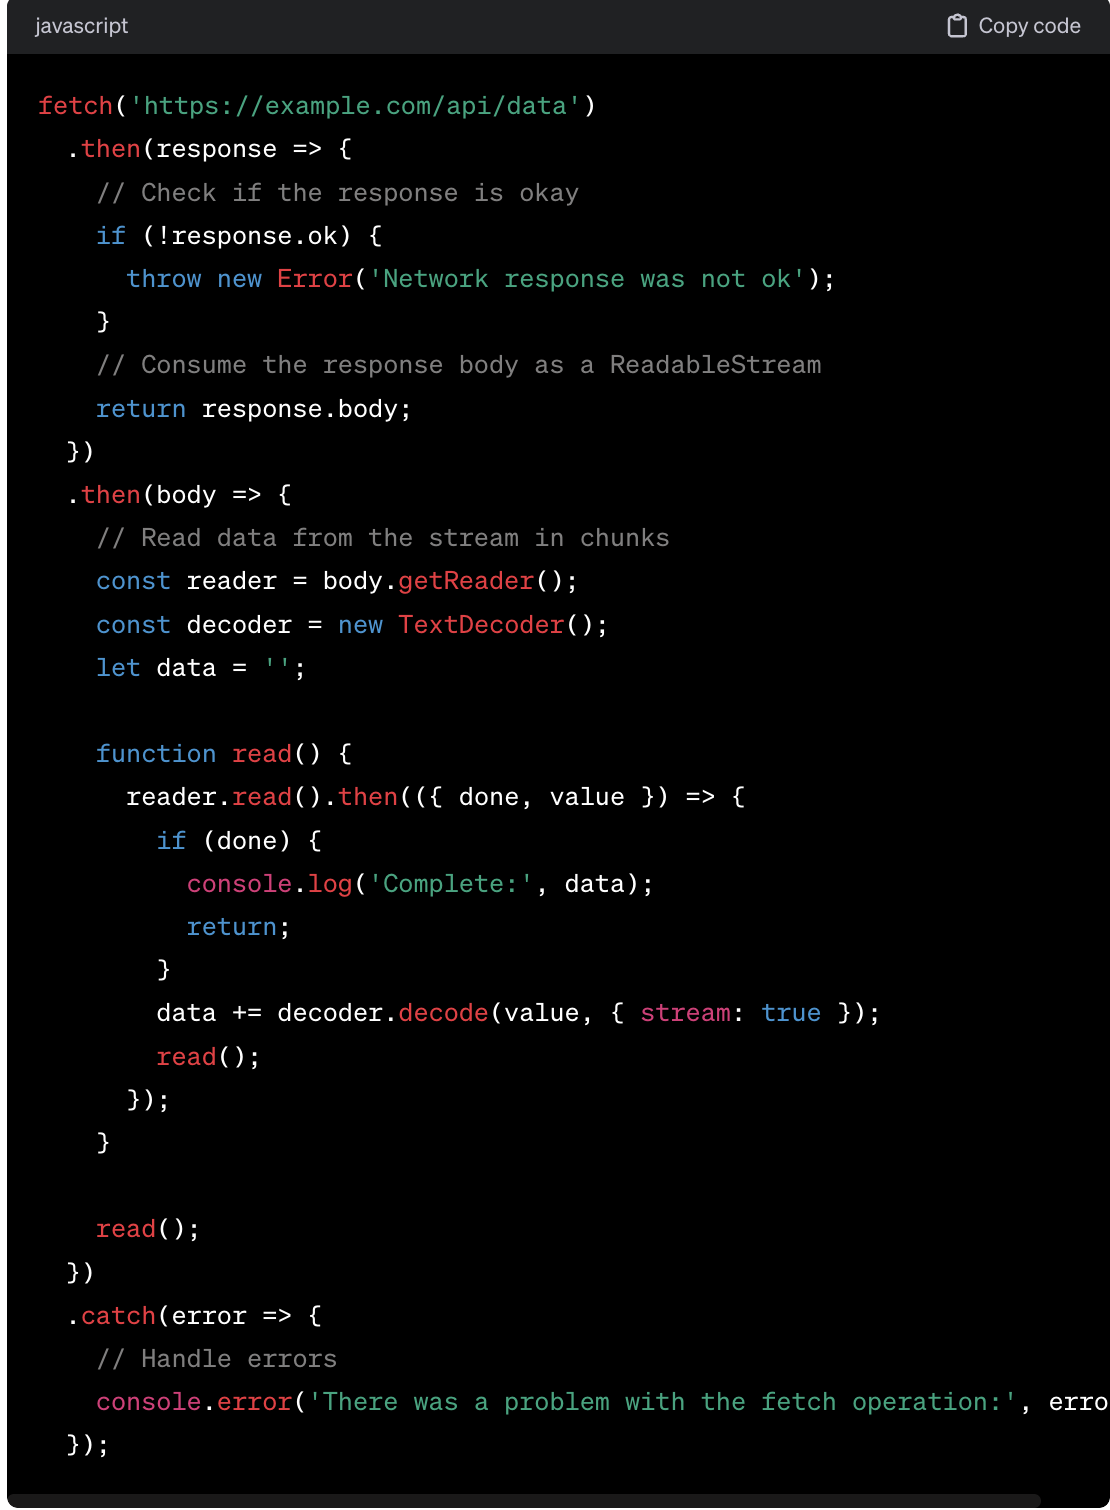 javascript
Copy code
fetch('https://example.com/api/data')
  .then(response => {
    // Check if the response is okay
    if (!response.ok) {
      throw new Error('Network response was not ok');
    }
    // Consume the response body as a ReadableStream
    return response.body;
  })
  .then(body => {
    // Read data from the stream in chunks
    const reader = body.getReader();
    const decoder = new TextDecoder();
    let data = '';

    function read() {
      reader.read().then(({ done, value }) => {
        if (done) {
          console.log('Complete:', data);
          return;
        }
        data += decoder.decode(value, { stream: true });
        read();
      });
    }

    read();
  })
  .catch(error => {
    // Handle errors
    console.error('There was a problem with the fetch operation:', erro
  });